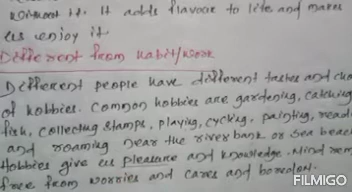 without it. It adds flavour to life and makes
us enjoy it
Different from habit/work
Different people have different tastes and
of hobbies. Common hobbies are gardening, catching
fish, collecting stamps, playing, cycling, painting,
and roaming near the river bank or sea beach
Hobbies give us pleasure and knowledge. Mind
free from worries and cares and boredom.
FILMIGO